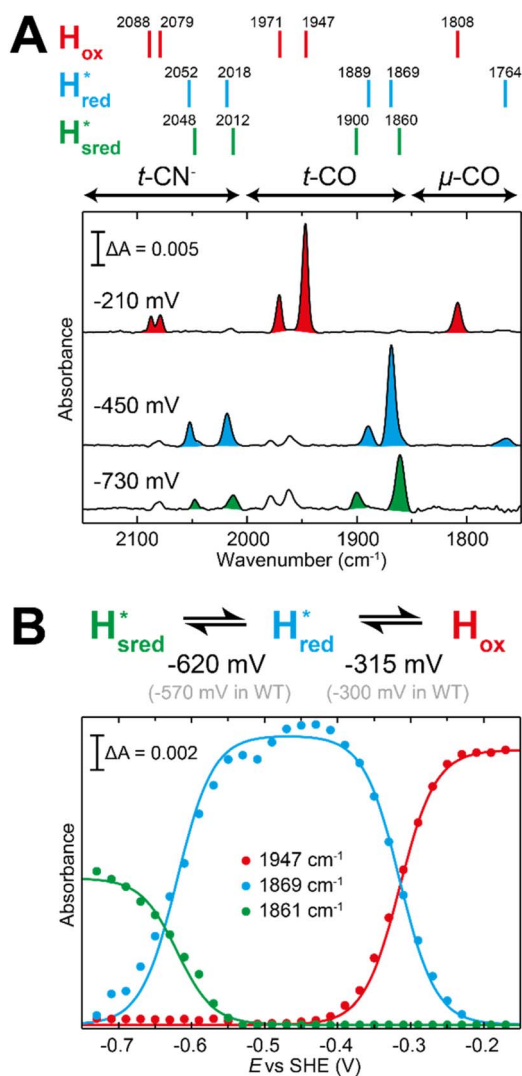 A
2088 2079 1971 1947 1808
Hox
2052 2018 1889 1869 1764
H*red
2048 2012 1900 1860
H*sred
t-CN- t-CO μ-CO
ΔA = 0.005
-210 mV
-450 mV
-730 mV
Absorbance
2100 2000 1900 1800
Wavenumber (cm-1)
B
H*sred ⇌ H*red ⇌ Hox
-620 mV -315 mV
(-570 mV in WT) (-300 mV in WT)
ΔA = 0.002
1947 cm-1
1869 cm-1
1861 cm-1
Absorbance
-0.7 -0.6 -0.5 -0.4 -0.3 -0.2
E vs SHE (V)